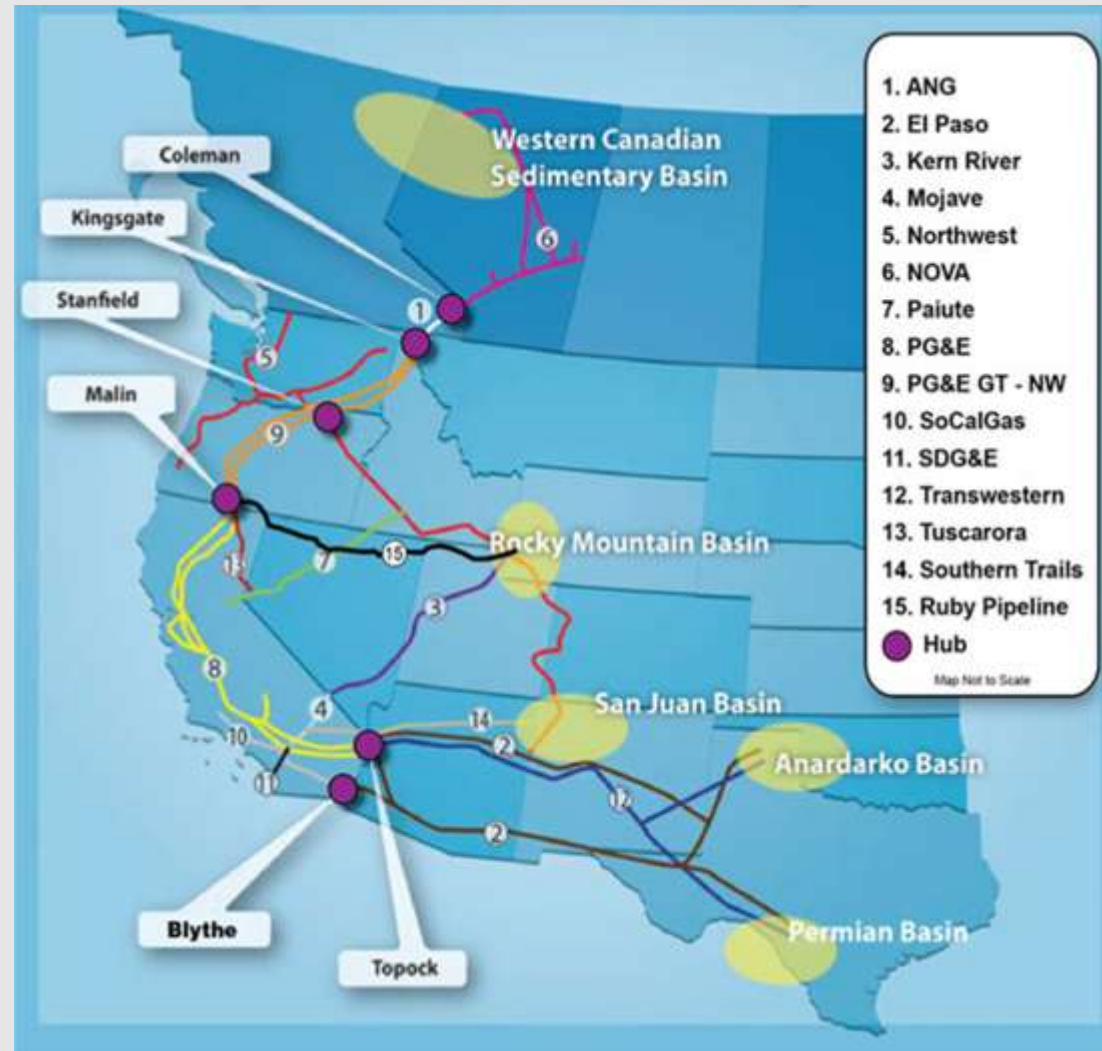 Western Canadian
Sedimentary Basin
Coleman
Kingsgate
Stanfield
Malin
6
1
5
9
Rocky Mountain Basin
15
7
13
3
8
4
14
San Juan Basin
10
2
Anardarko Basin
11
12
2
Blythe
Permian Basin
Topock
1. ANG
2. El Paso
3. Kern River
4. Mojave
5. Northwest
6. NOVA
7. Paiute
8. PG&E
9. PG&E GT - NW
10. SoCalGas
11. SDG&E
12. Transwestern
13. Tuscarora
14. Southern Trails
15. Ruby Pipeline
Hub
Map Not to Scale